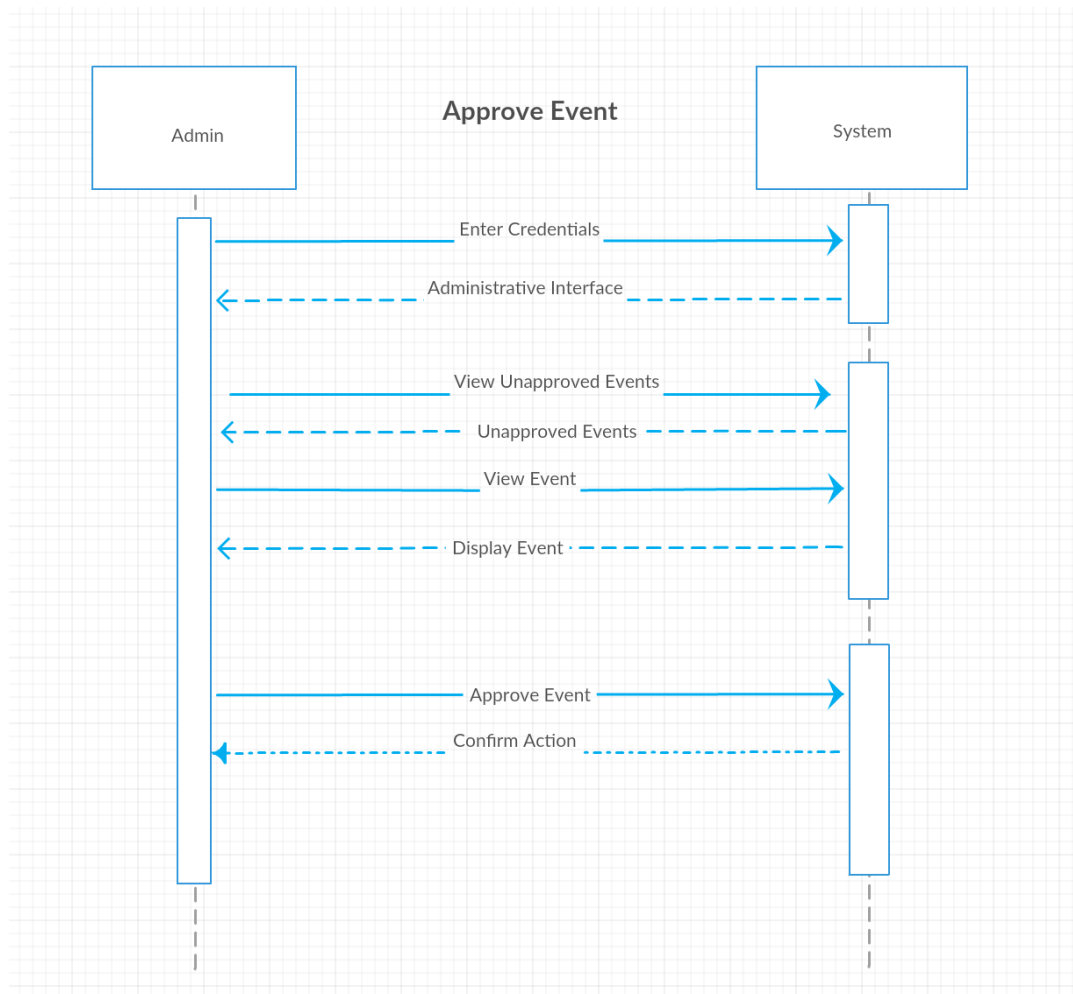 Approve Event
Admin
System
Enter Credentials
Administrative Interface
View Unapproved Events
Unapproved Events
View Event
Display Event
Approve Event
Confirm Action